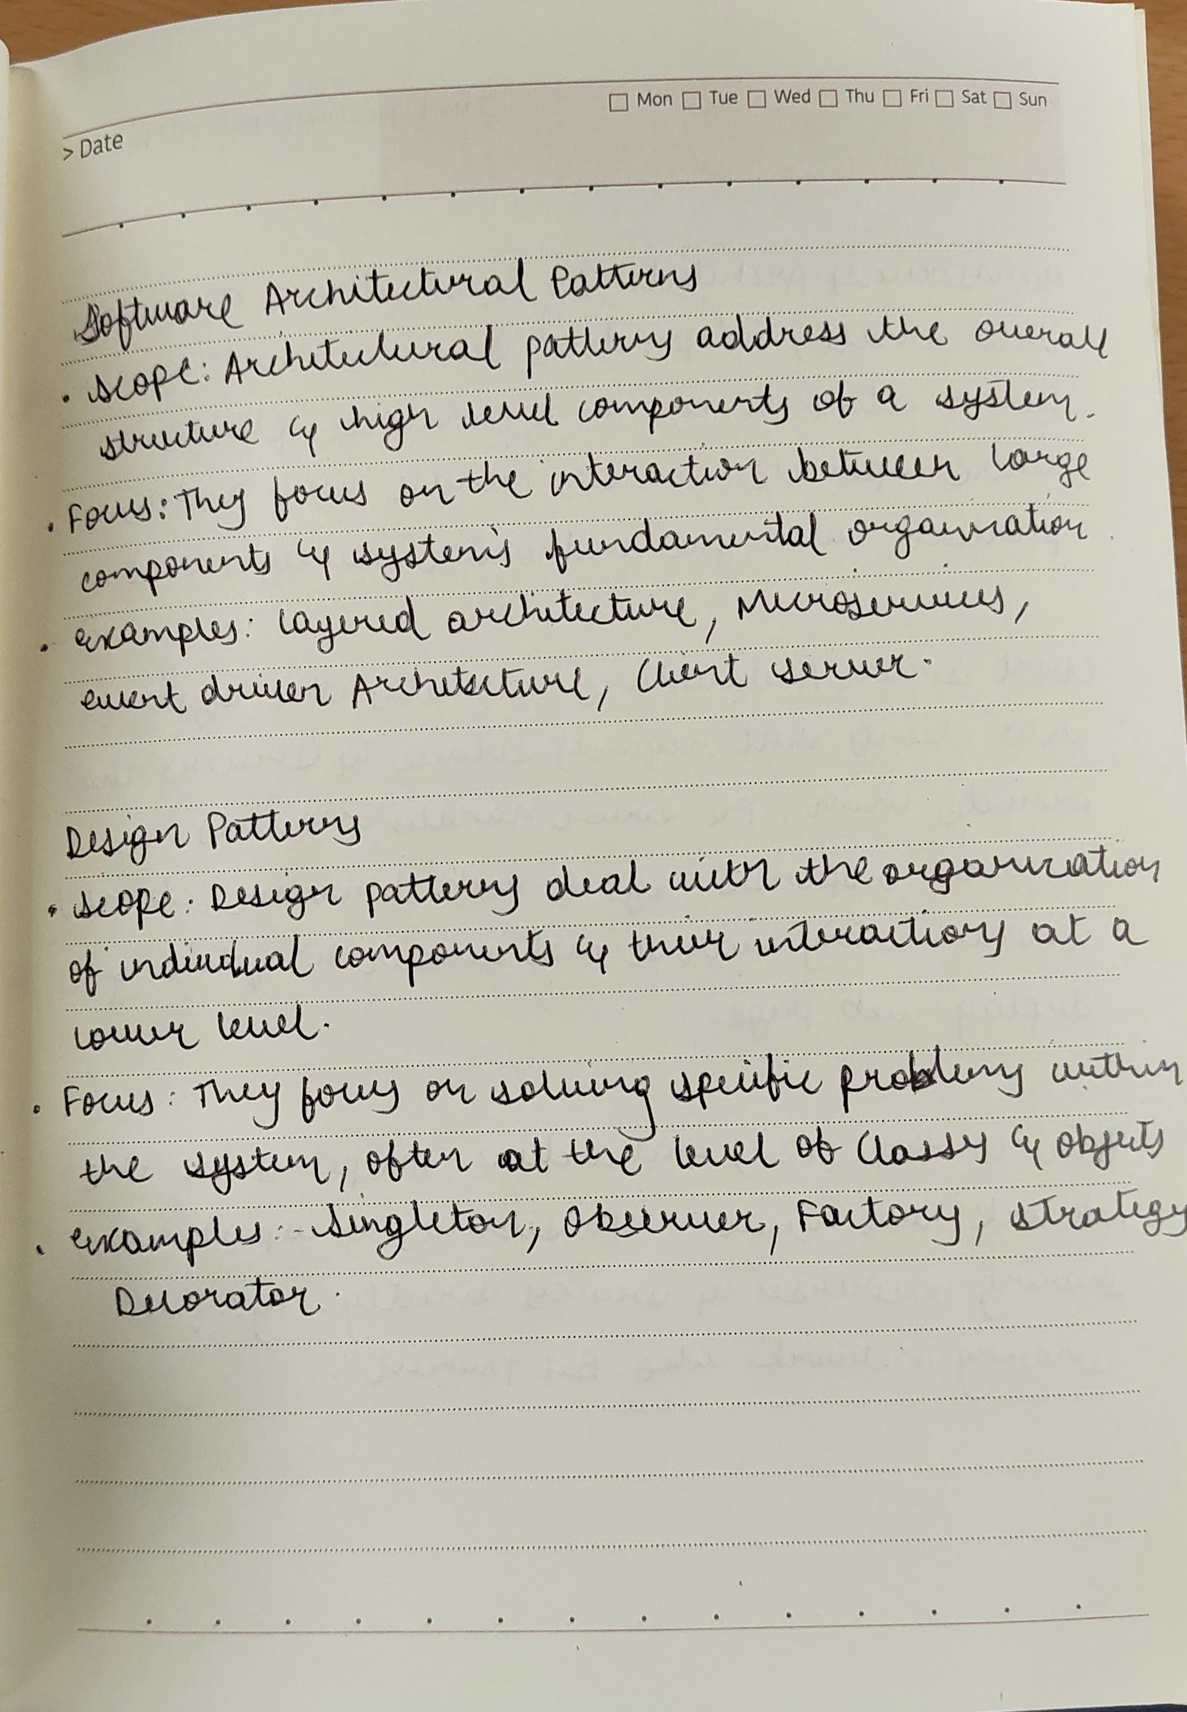 Mon Tue Wed Thu Fri Sat Sun
> Date
Software Architectural Patterns
• Scope: Architectural patterns address the overall
structure & high level components of a system.
• Focus: They focus on the interaction between large
components & system's fundamental organization
• Examples: Layered architecture, Microservices,
event driven Architecture, Client server.
Design Patterns
• Scope: Design patterns deal with the organization
of individual components & their interactions at a
lower level.
• Focus: They focus on solving specific problems within
the system, often at the level of Classes & Objects
• Examples: Singleton, Observer, Factory, Strategy
Decorator.